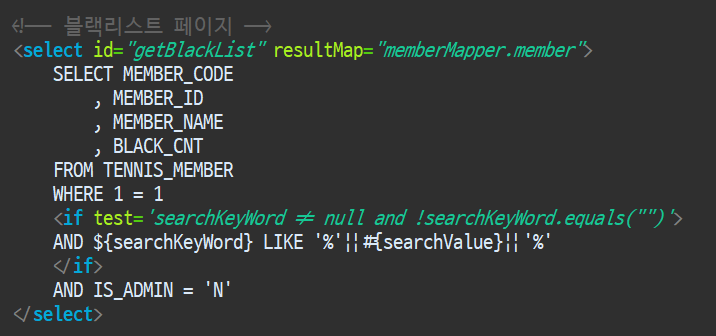 <!-- 블랙리스트 페이지 -->
<select id="getBlackList" resultMap="memberMapper.member">
SELECT MEMBER_CODE
, MEMBER_ID
, MEMBER_NAME
, BLACK_CNT
FROM TENNIS_MEMBER
WHERE 1 = 1
<if test='searchKeyWord != null and !searchKeyWord.equals("")'>
AND ${searchKeyWord} LIKE '%'||#{searchValue}||'%'
</if>
AND IS_ADMIN = 'N'
</select>